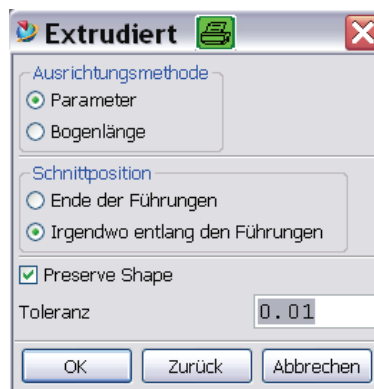 Extrudiert
Ausrichtungsmethode
Parameter
Bogenlänge
Schnittposition
Ende der Führungen
Irgendwo entlang den Führungen
Preserve Shape
Toleranz 0.01
OK Zurück Abbrechen